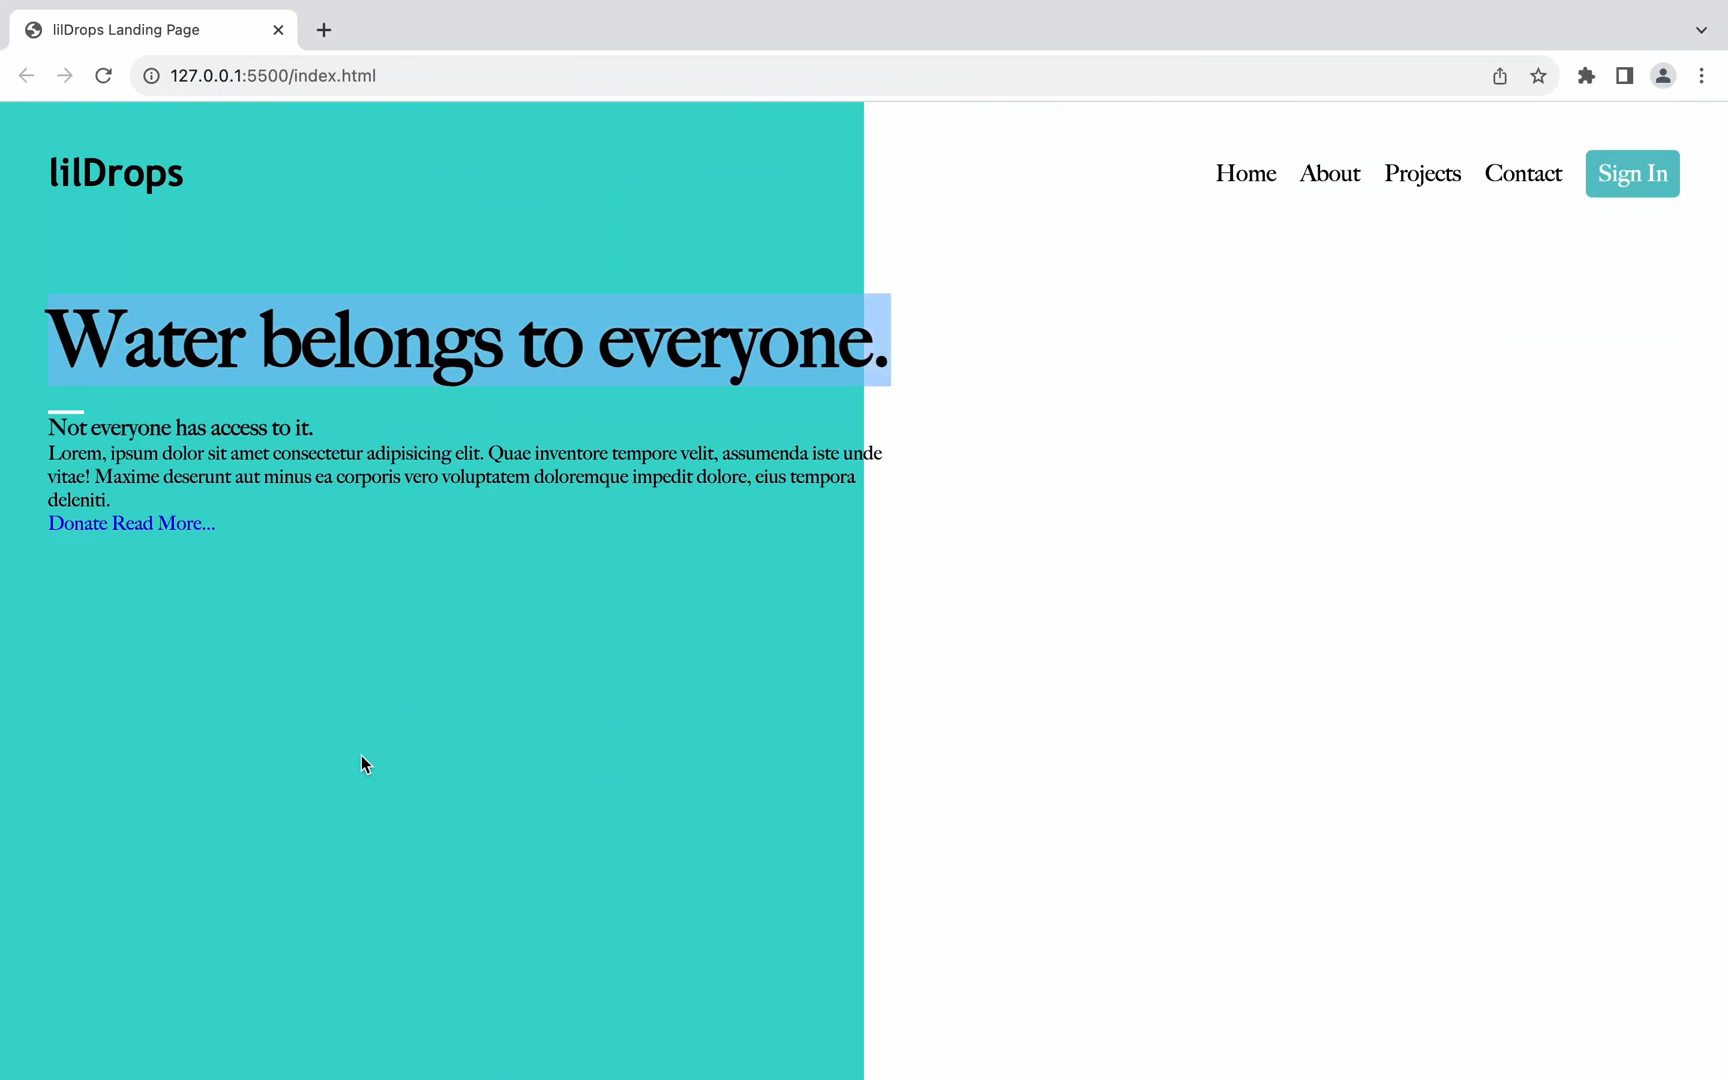 lilDrops Landing Page
127.0.0.1:5500/index.html
lilDrops
Home About Projects Contact Sign In
Water belongs to everyone.
Not everyone has access to it.
Lorem, ipsum dolor sit amet consectetur adipisicing elit. Quae inventore tempore velit, assumenda iste unde
vitae! Maxime deserunt aut minus ea corporis vero voluptatem doloremque impedit dolore, eius tempora
deleniti.
Donate Read More...